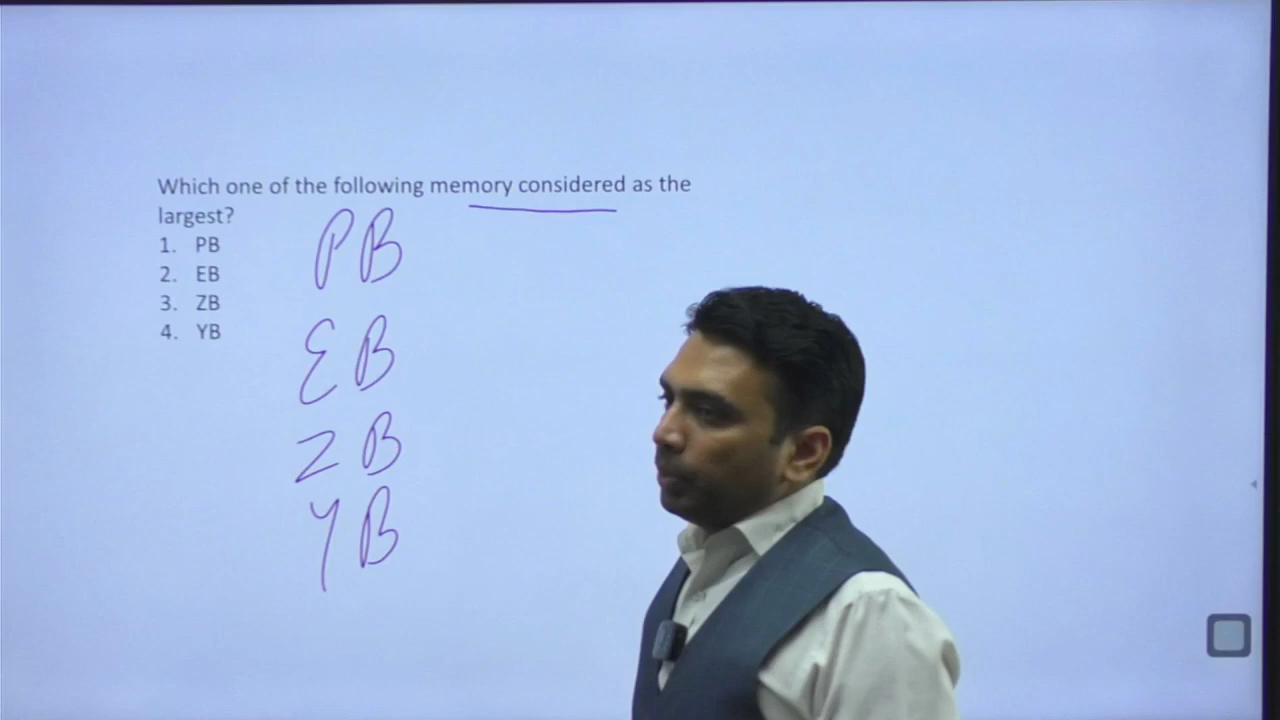 Which one of the following memory considered as the
largest?
1. PB
2. EB
3. ZB
4. YB
PB
EB
ZB
YB